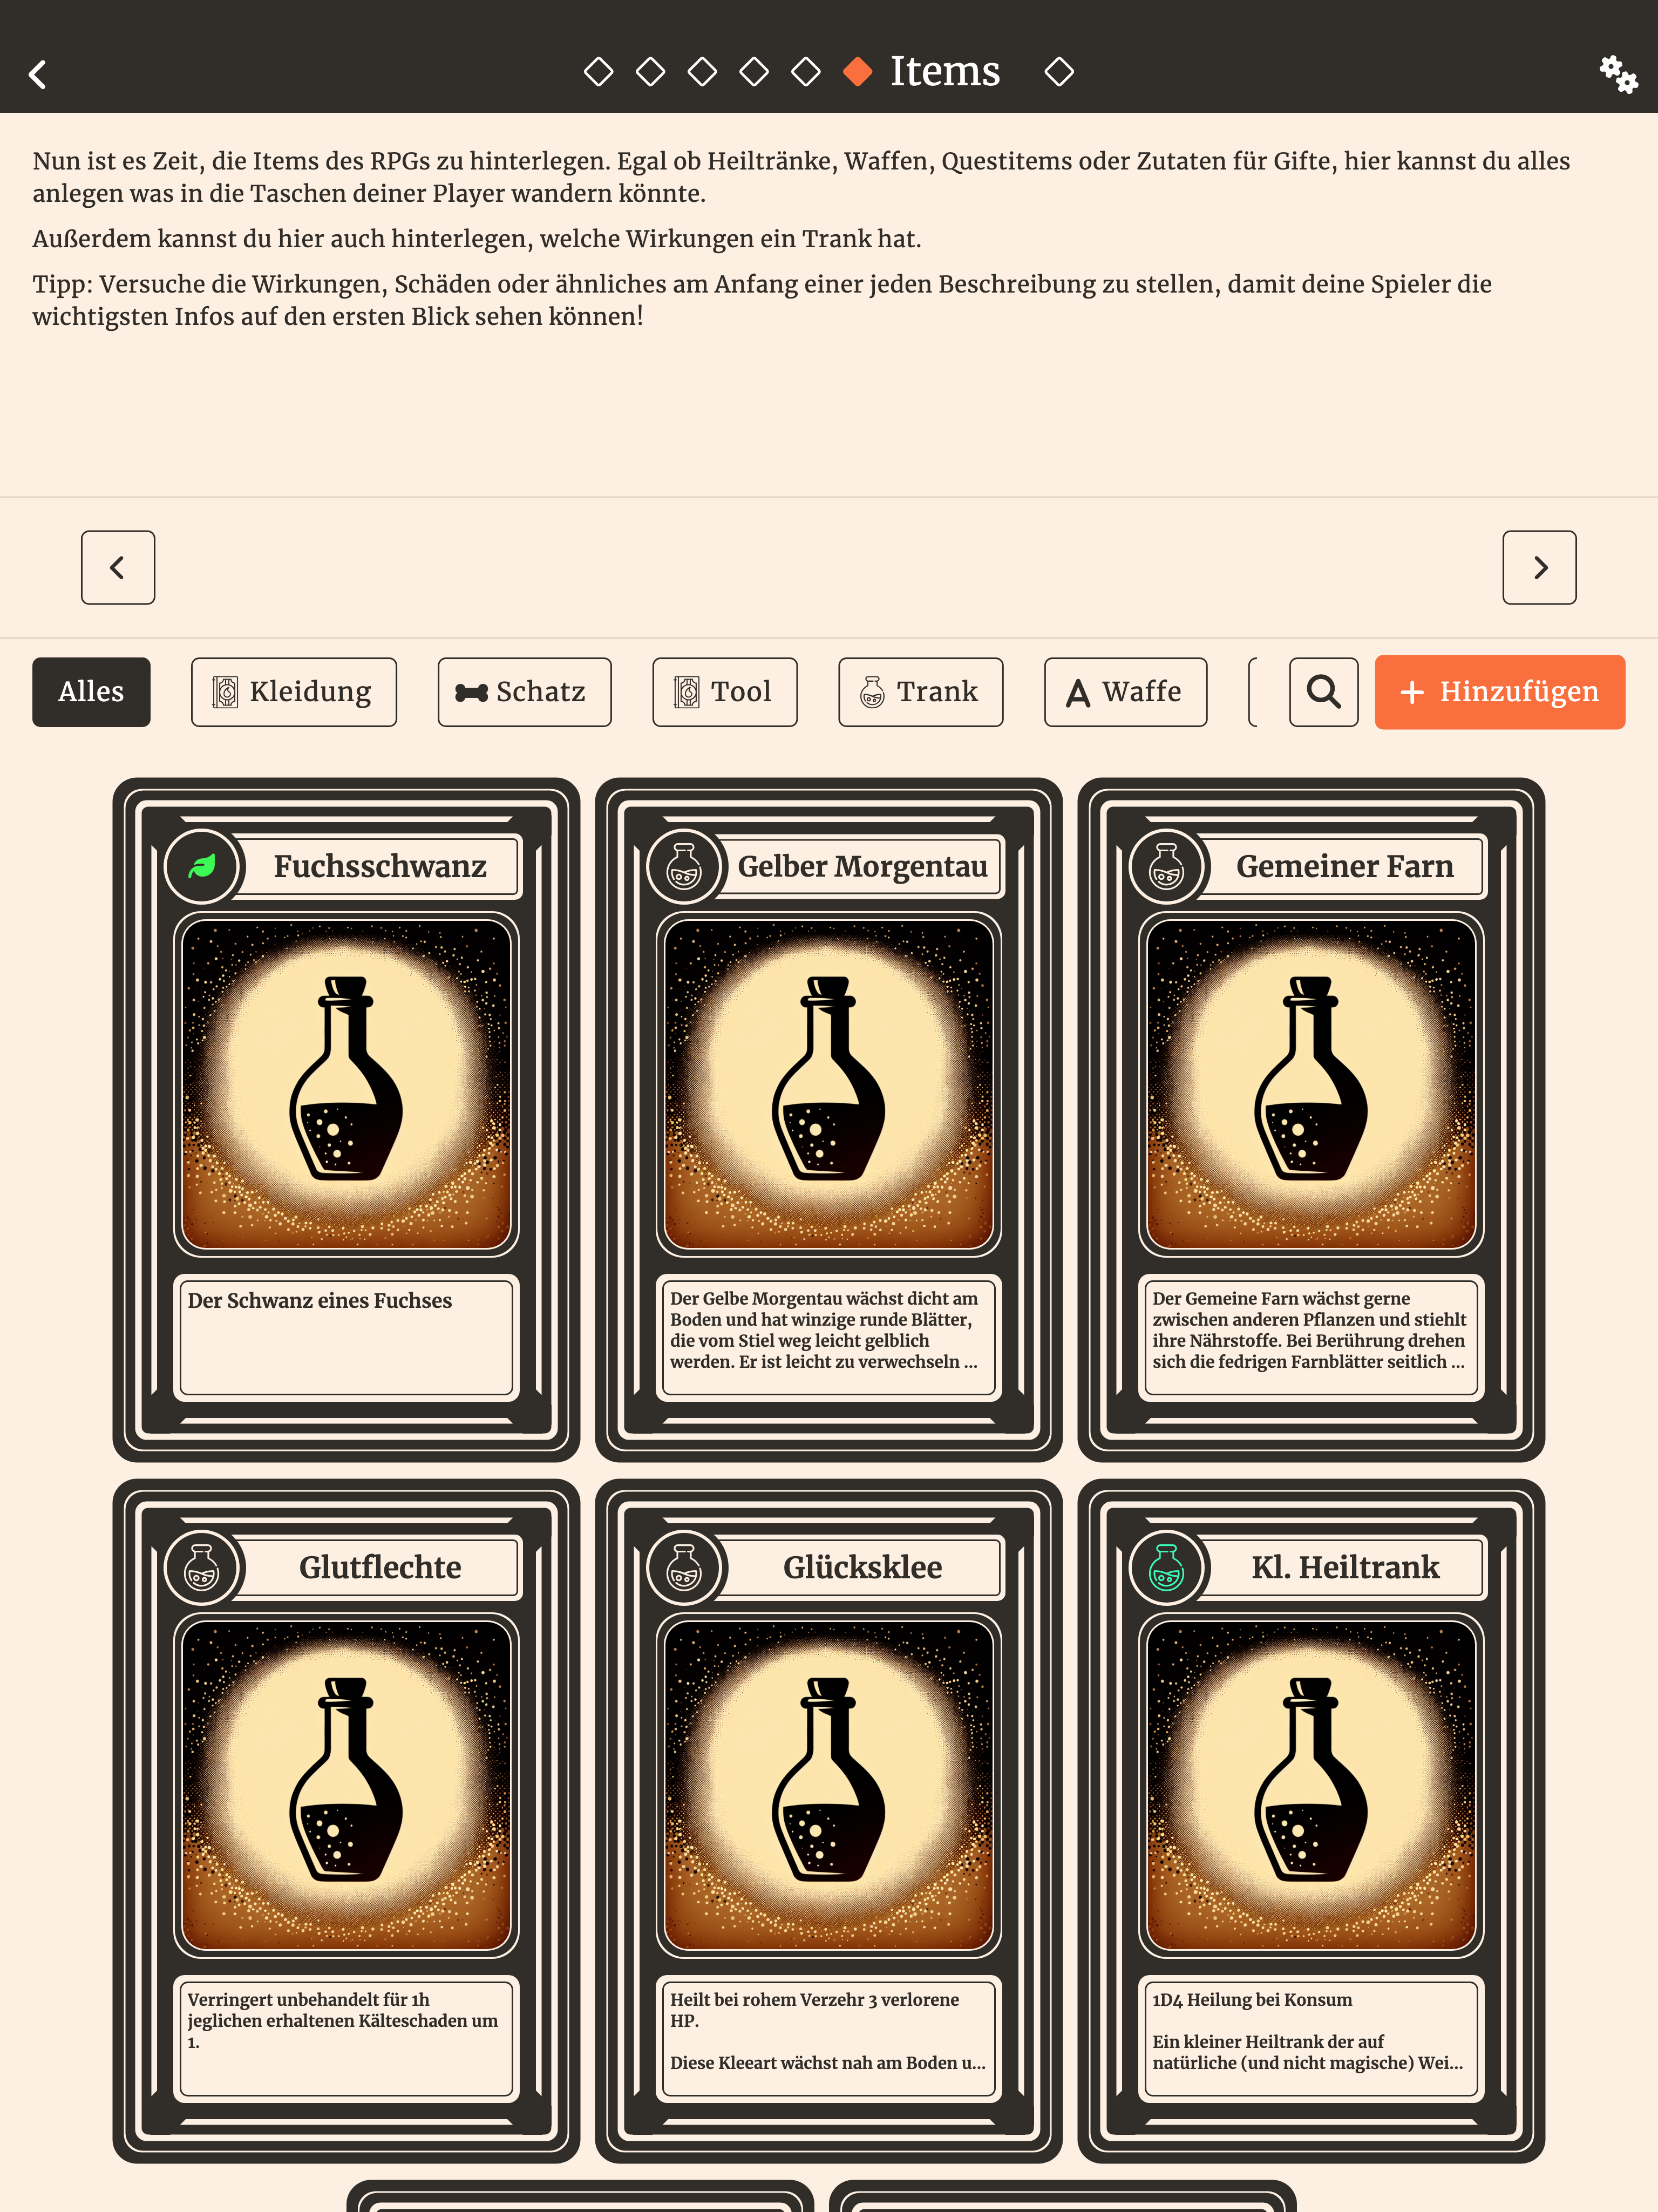 Items
Nun ist es Zeit, die Items des RPGs zu hinterlegen. Egal ob Heiltränke, Waffen, Questitems oder Zutaten für Gifte, hier kannst du alles
anlegen was in die Taschen deiner Player wandern könnte.
Außerdem kannst du hier auch hinterlegen, welche Wirkungen ein Trank hat.
Tipp: Versuche die Wirkungen, Schäden oder ähnliches am Anfang einer jeden Beschreibung zu stellen, damit deine Spieler die
wichtigsten Infos auf den ersten Blick sehen können!
Alles
Kleidung
Schatz
Tool
Trank
Waffe
+ Hinzufügen
Fuchsschwanz
Der Schwanz eines Fuchses
Gelber Morgentau
Der Gelbe Morgentau wächst dicht am
Boden und hat winzige runde Blätter,
die vom Stiel weg leicht gelblich
werden. Er ist leicht zu verwechseln ...
Gemeiner Farn
Der Gemeine Farn wächst gerne
zwischen anderen Pflanzen und stiehlt
ihre Nährstoffe. Bei Berührung drehen
sich die fedrigen Farnblätter seitlich ...
Glutflechte
Verringert unbehandelt für 1h
jeglichen erhaltenen Kälteschaden um
1.
Glücksklee
Heilt bei rohem Verzehr 3 verlorene
HP.
Diese Kleeart wächst nah am Boden u...
Kl. Heiltrank
1D4 Heilung bei Konsum
Ein kleiner Heiltrank der auf
natürliche (und nicht magische) Wei...